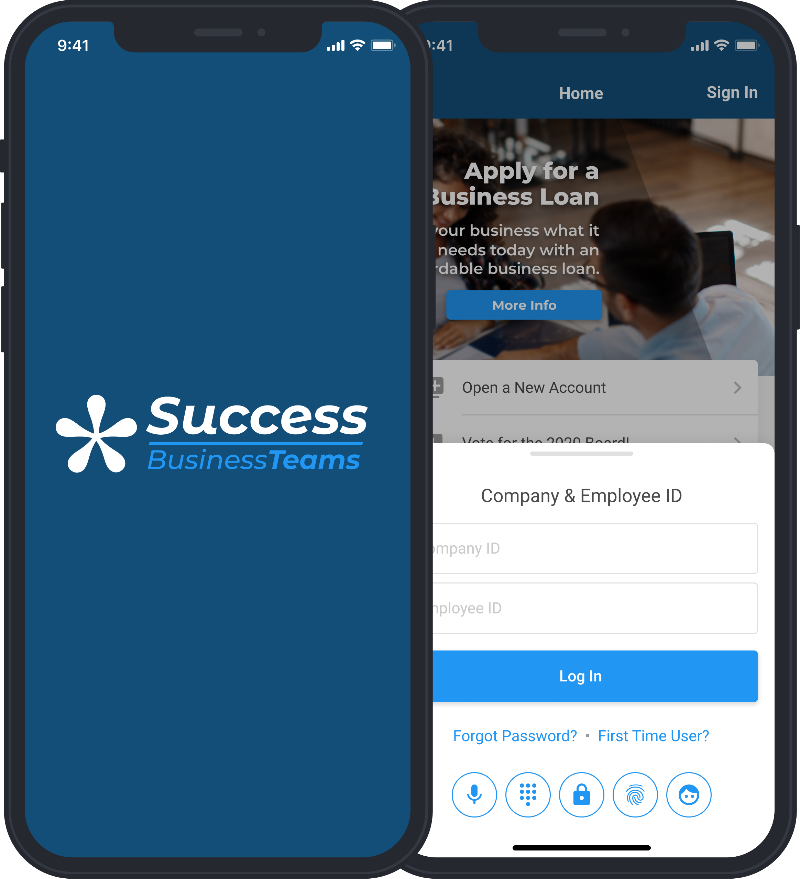 9:41
Success
BusinessTeams
:41
Home
Sign In
Apply for a
Business Loan
your business what it
needs today with an
rdable business loan.
More Info
Open a New Account
Vote for the 2020 Board!
Company & Employee ID
ompany ID
mployee ID
Log In
Forgot Password? • First Time User?